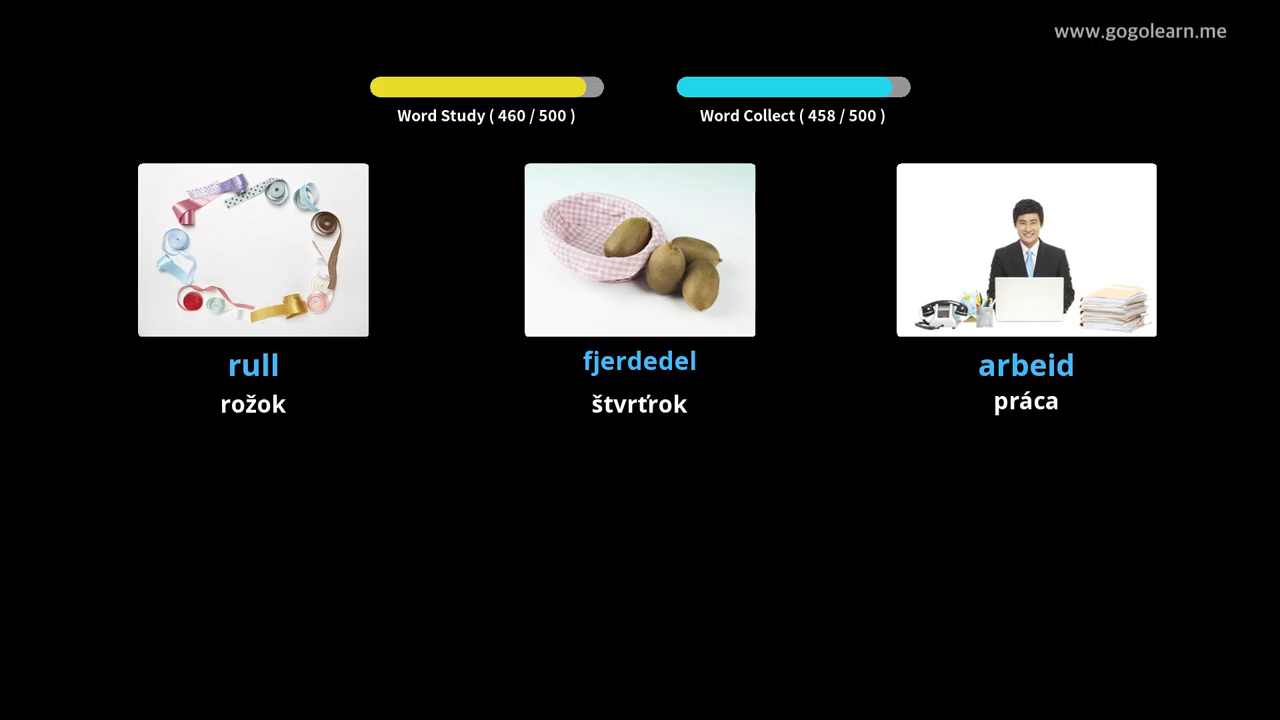 www.gogolearn.me
Word Study ( 460 / 500 )
Word Collect ( 458 / 500 )
rull
fjerdedel
arbeid
rožok
štvrťrok
práca